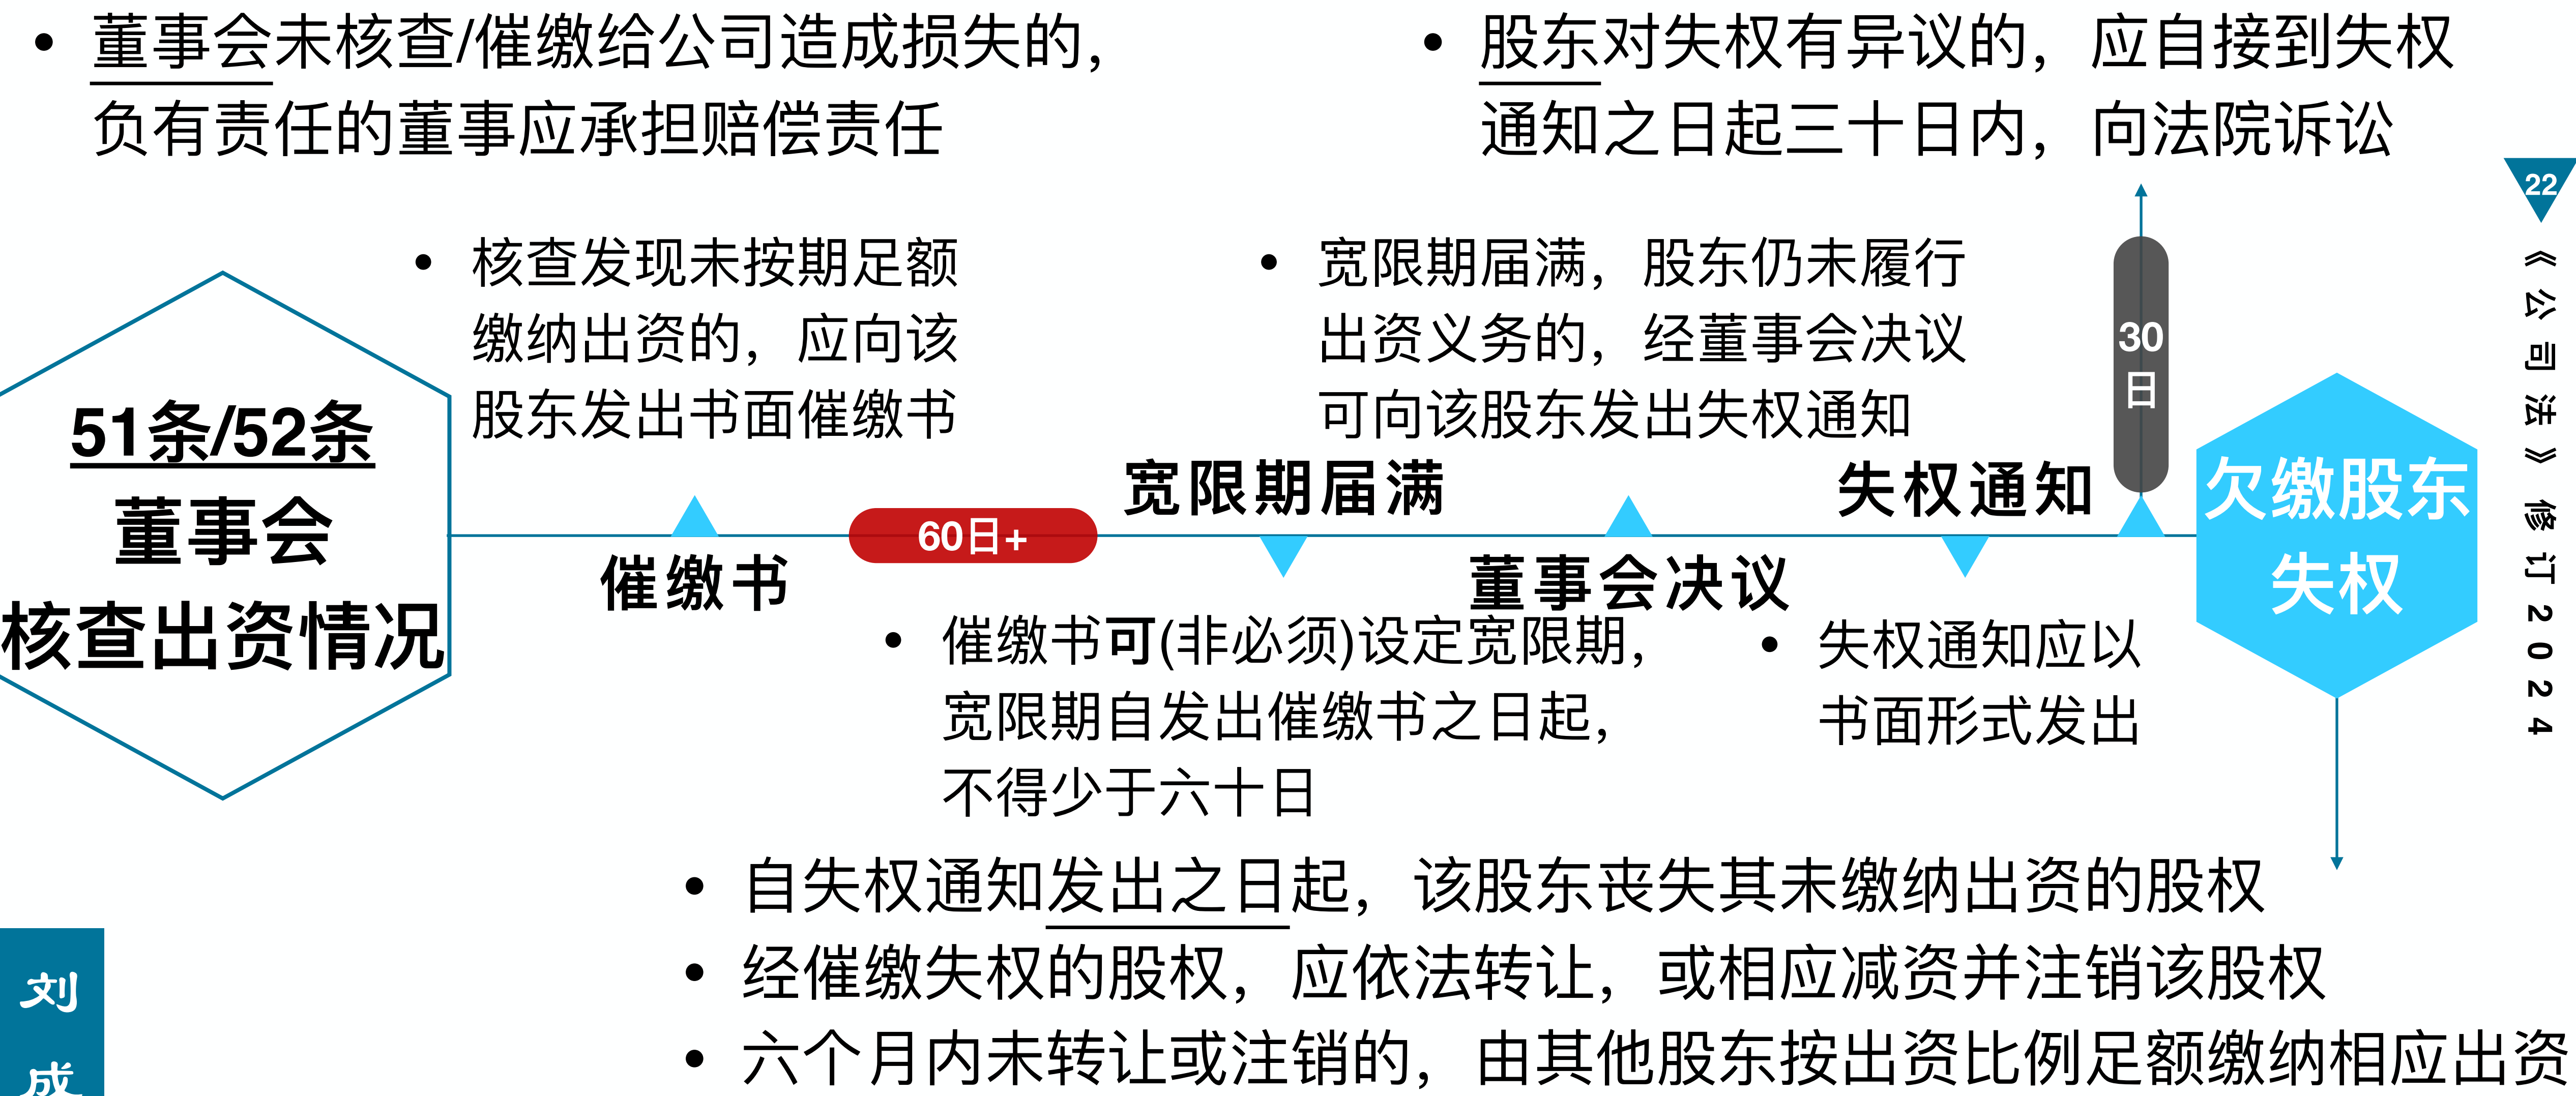 董事会未核查/催缴给公司造成损失的，
负有责任的董事应承担赔偿责任
股东对失权有异议的，应自接到失权
通知之日起三十日内，向法院诉讼
22
《公司法》修订2024
核查发现未按期足额
缴纳出资的，应向该
股东发出书面催缴书
宽限期届满，股东仍未履行
出资义务的，经董事会决议
可向该股东发出失权通知
30
日
51条/52条
董事会
核查出资情况
催缴书
60日+
宽限期届满
董事会决议
失权通知
欠缴股东
失权
催缴书可(非必须)设定宽限期，
宽限期自发出催缴书之日起，
不得少于六十日
失权通知应以
书面形式发出
自失权通知发出之日起，该股东丧失其未缴纳出资的股权
经催缴失权的股权，应依法转让，或相应减资并注销该股权
六个月内未转让或注销的，由其他股东按出资比例足额缴纳相应出资
刘
成